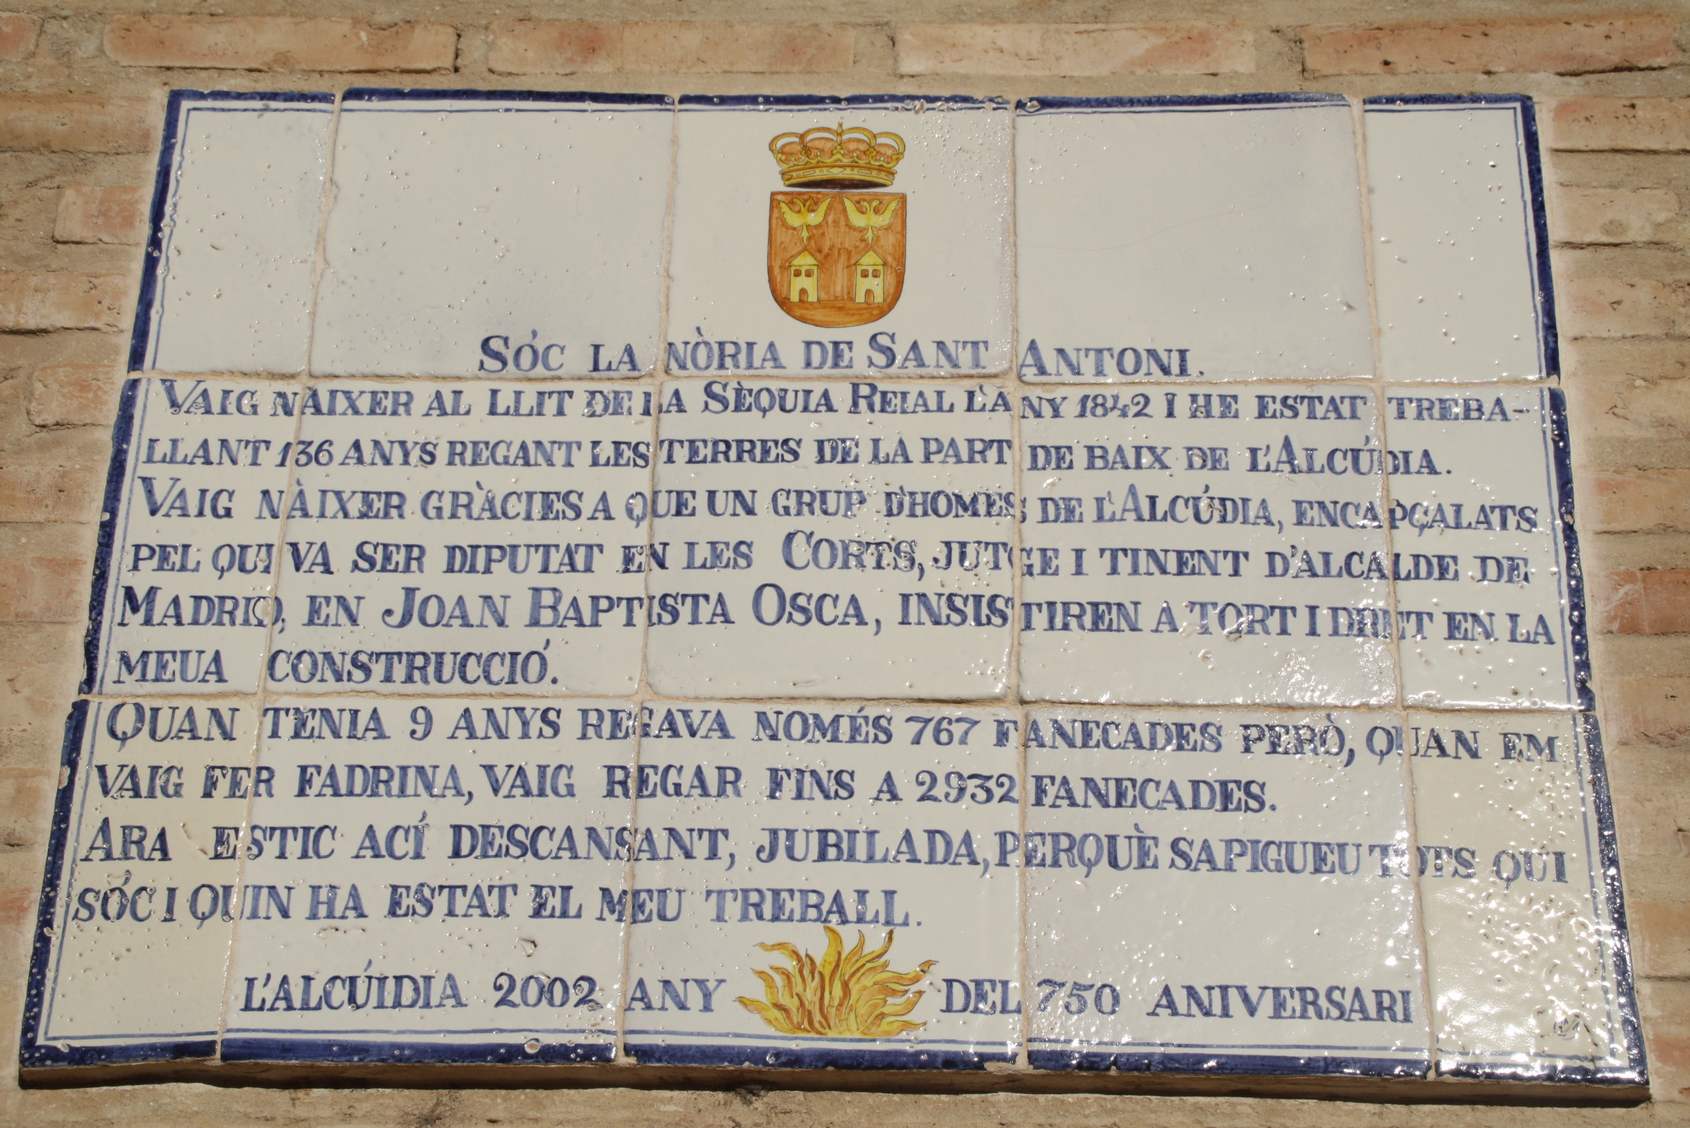 SÓC LA NÒRIA DE SANT ANTONI.
VAIG NÀIXER AL LLIT DE LA SÈQUIA REIAL L'ANY 1842 I HE ESTAT TREBA-
LLANT 136 ANYS REGANT LES TERRES DE LA PART DE BAIX DE L'ALCÚDIA.
VAIG NÀIXER GRÀCIES A QUE UN GRUP D'HOMES DE L'ALCÚDIA, ENCAPÇALATS
PEL QUI VA SER DIPUTAT EN LES CORTS, JUTGE I TINENT D'ALCALDE DE
MADRID, EN JOAN BAPTISTA OSCA, INSISTIREN A TORT I DRET EN LA
MEUA CONSTRUCCIÓ.
QUAN TENIA 9 ANYS REGAVA NOMÉS 767 FANECADES PERÒ, QUAN EM
VAIG FER FADRINA, VAIG REGAR FINS A 2932 FANECADES.
ARA ESTIC ACÍ DESCANSANT, JUBILADA, PERQUÈ SAPIGUEU TOTS QUI
SÓC I QUIN HA ESTAT EL MEU TREBALL.
L'ALCÚIDIA 2002 ANY DEL 750 ANIVERSARI